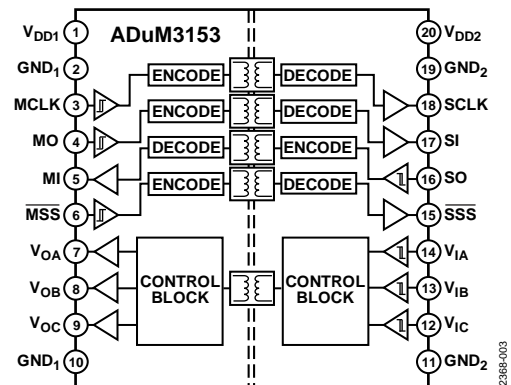 ADuM3153
VDD1 1
20 VDD2
GND1 2
19 GND2
MCLK 3
ENCODE
DECODE
18 SCLK
MO 4
ENCODE
DECODE
17 SI
MI 5
DECODE
ENCODE
16 SO
MSS 6
ENCODE
DECODE
15 SSS
VOA 7
14 VIA
VOB 8
CONTROL
BLOCK
CONTROL
BLOCK
13 VIB
VOC 9
12 VIC
GND1 10
11 GND2
2368-003